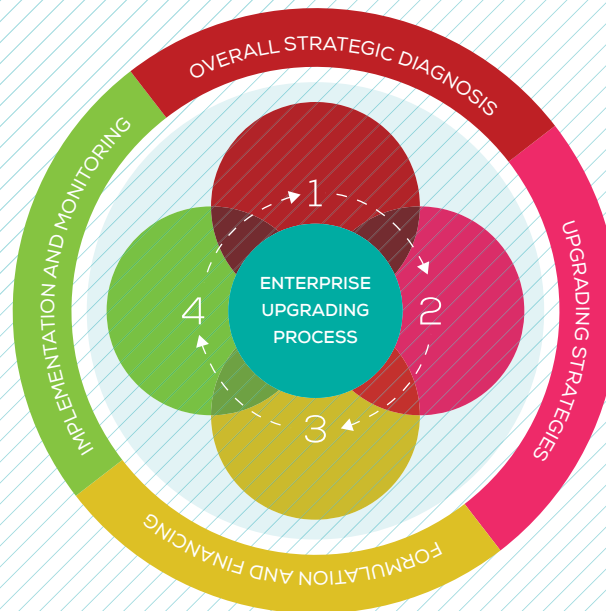 OVERALL STRATEGIC DIAGNOSIS
UPGRADING STRATEGIES
FORMULATION AND FINANCING
IMPLEMENTATION AND MONITORING
1
2
3
4
ENTERPRISE
UPGRADING
PROCESS